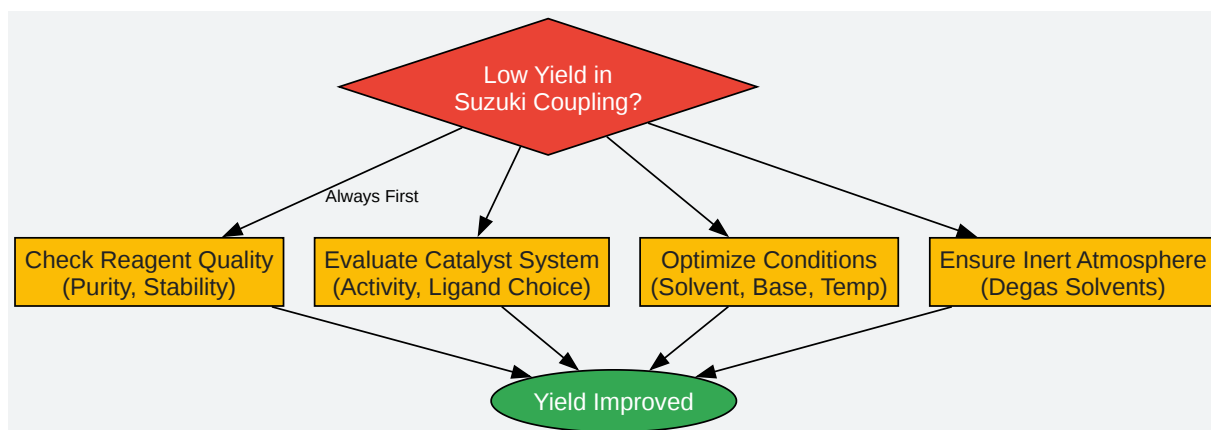 Low Yield in
Suzuki Coupling?
Always First
Check Reagent Quality
(Purity, Stability)
Evaluate Catalyst System
(Activity, Ligand Choice)
Optimize Conditions
(Solvent, Base, Temp)
Ensure Inert Atmosphere
(Degas Solvents)
Yield Improved